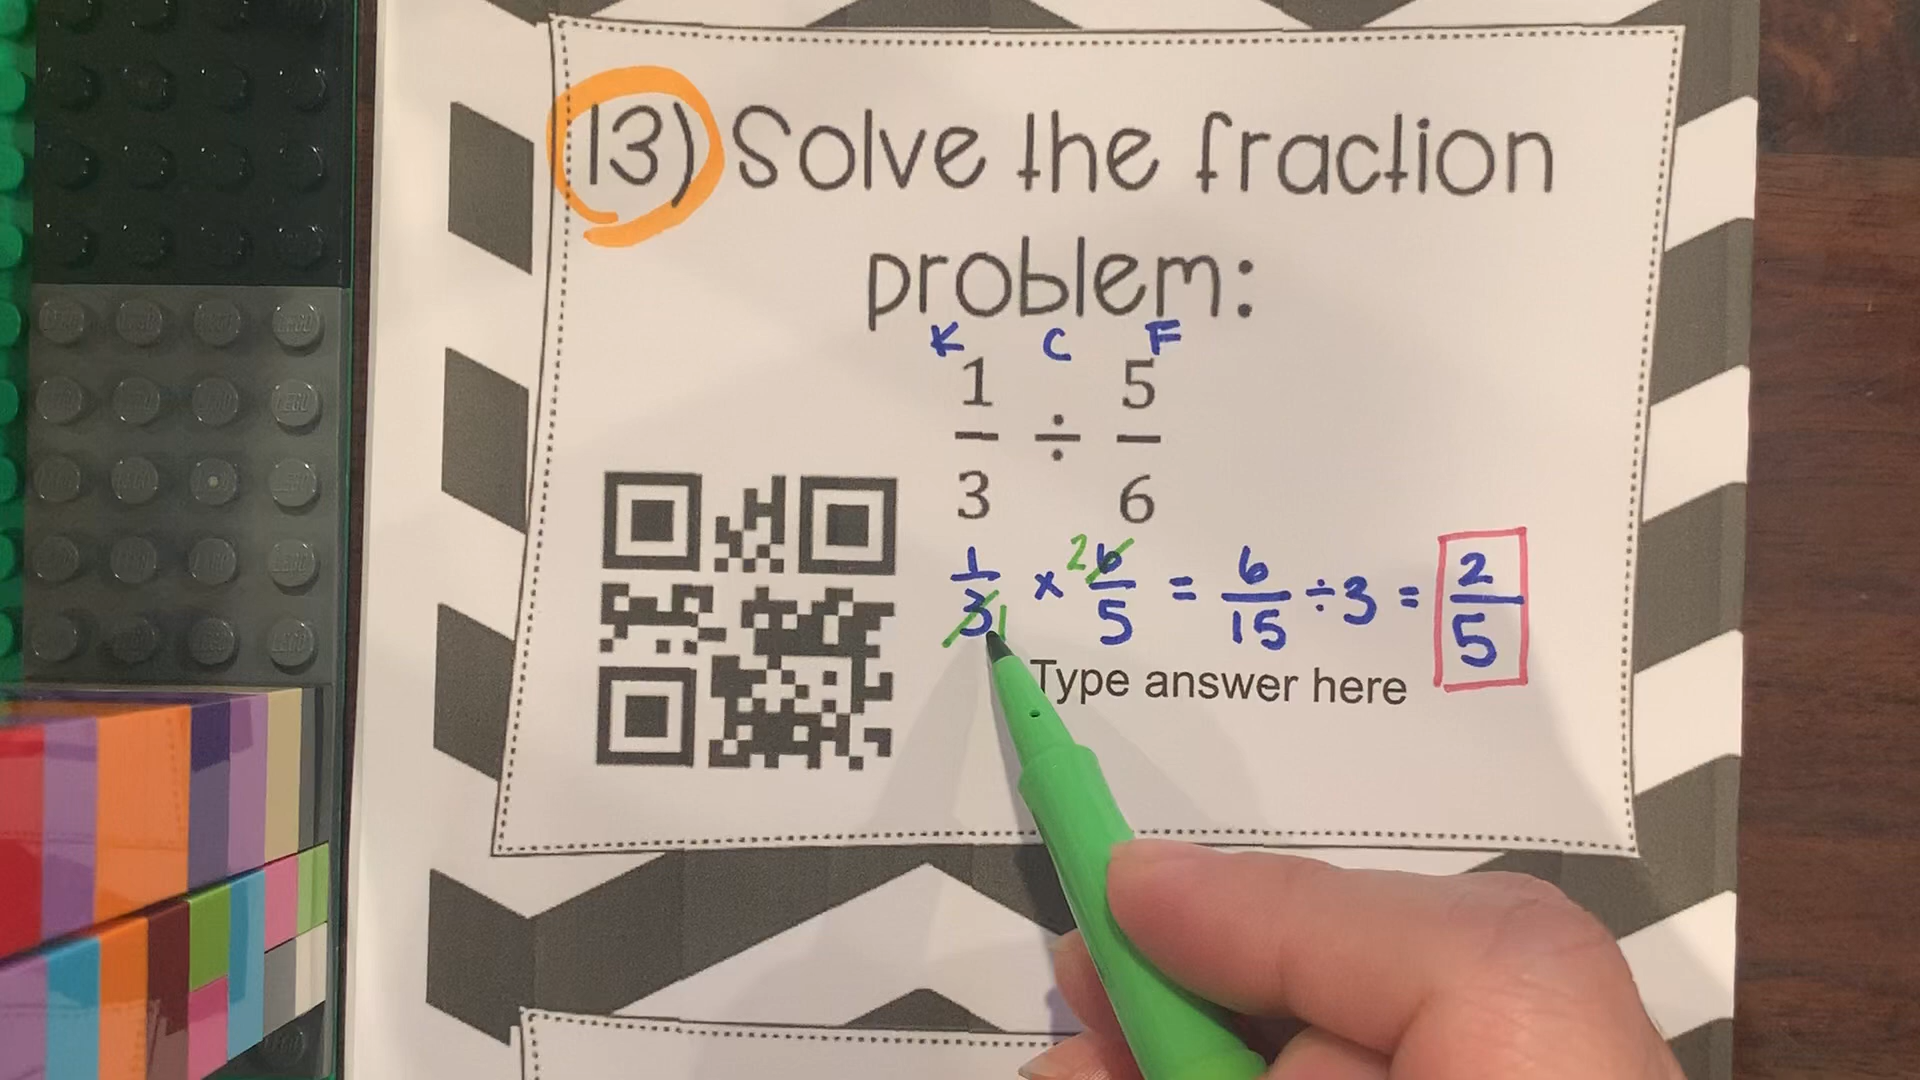 13) Solve the fraction
problem:
K C F
1/3 ÷ 5/6
1/3 1 × 2 6/5 = 6/15 ÷ 3 = 2/5
Type answer here